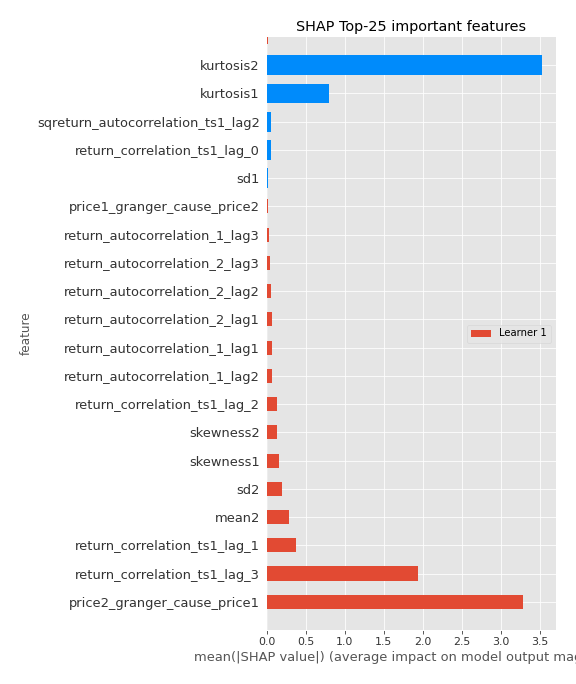 SHAP Top-25 important features
kurtosis2
kurtosis1
sqreturn_autocorrelation_ts1_lag2
return_correlation_ts1_lag_0
sd1
price1_granger_cause_price2
return_autocorrelation_1_lag3
return_autocorrelation_2_lag3
return_autocorrelation_2_lag2
return_autocorrelation_2_lag1
return_autocorrelation_1_lag1
return_autocorrelation_1_lag2
return_correlation_ts1_lag_2
skewness2
skewness1
sd2
mean2
return_correlation_ts1_lag_1
return_correlation_ts1_lag_3
price2_granger_cause_price1
feature
Learner 1
0.0 0.5 1.0 1.5 2.0 2.5 3.0 3.5
mean(|SHAP value|) (average impact on model output mag